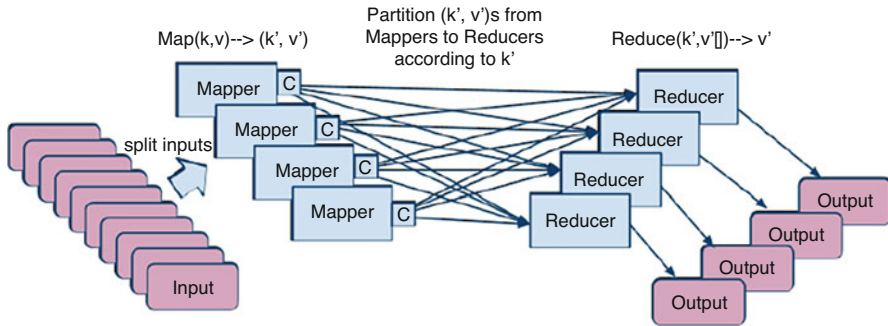 Map(k,v)--> (k', v')
Partition (k', v')s from
Mappers to Reducers
according to k'
Reduce(k',v'[])--> v'
split inputs
Mapper
C
Mapper
C
Mapper
C
Mapper
C
Reducer
Reducer
Reducer
Reducer
Input
Output
Output
Output
Output